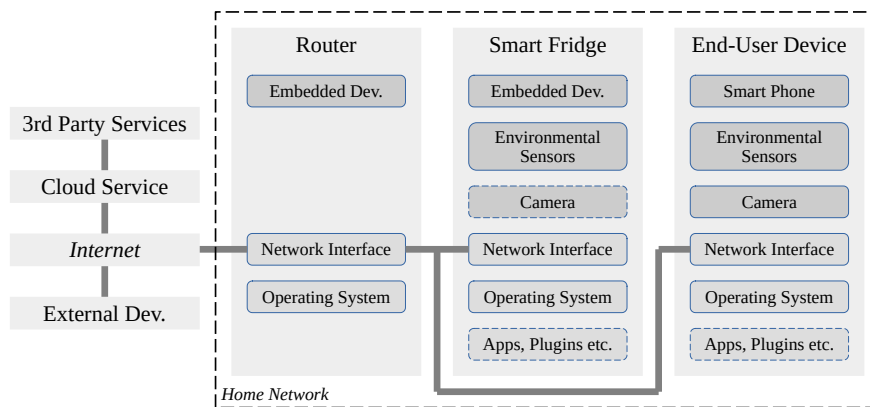 3rd Party Services
Cloud Service
Internet
External Dev.
Router
Embedded Dev.
Network Interface
Operating System
Smart Fridge
Embedded Dev.
Environmental
Sensors
Camera
Network Interface
Operating System
Apps, Plugins etc.
End-User Device
Smart Phone
Environmental
Sensors
Camera
Network Interface
Operating System
Apps, Plugins etc.
Home Network